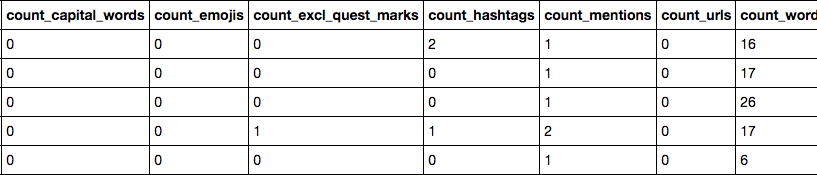 count_capital_words count_emojis count_excl_quest_marks count_hashtags count_mentions count_urls count_word
0 0 0 2 1 0 16
0 0 0 0 1 0 17
0 0 0 0 1 0 26
0 0 1 1 2 0 17
0 0 0 0 1 0 6